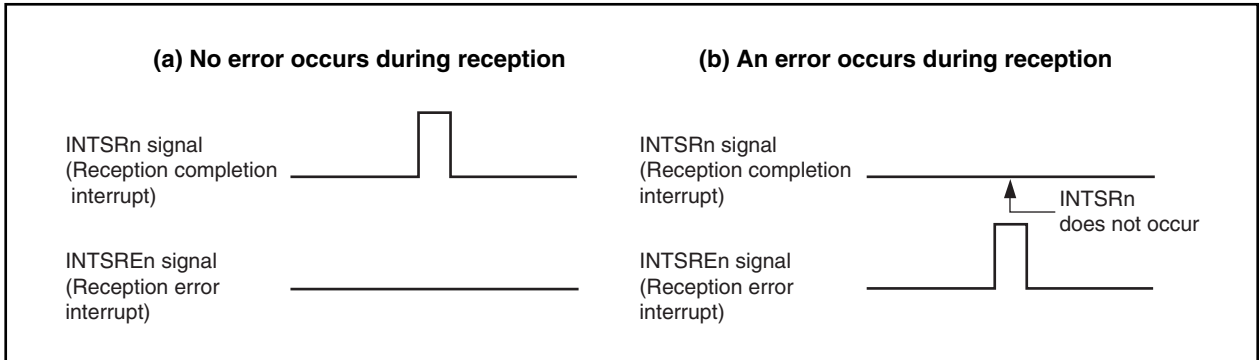 (a) No error occurs during reception
INTSRn signal
(Reception completion
interrupt)
INTSREn signal
(Reception error
interrupt)
(b) An error occurs during reception
INTSRn signal
(Reception completion
interrupt)
INTSRn
does not occur
INTSREn signal
(Reception error
interrupt)